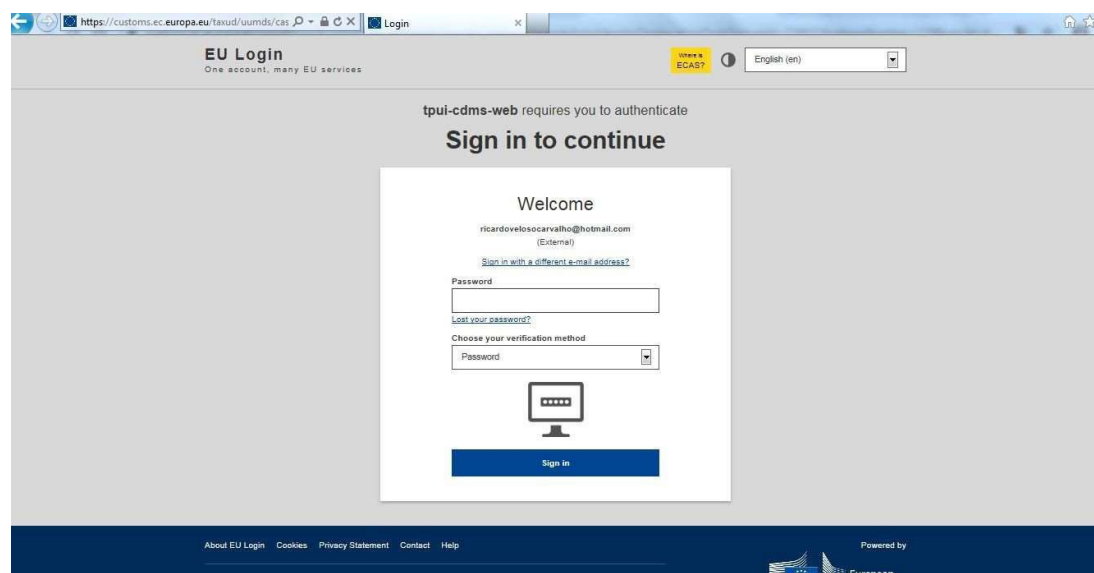 https://customs.ec.europa.eu/taxud/uumds/cas
Login
EU Login
One account, many EU services
Where is
ECAS?
English (en)
tpui-cdms-web requires you to authenticate
Sign in to continue
Welcome
ricardovelosocarvalho@hotmail.com
(External)
Sign in with a different e-mail address?
Password
Lost your password?
Choose your verification method
Password
Sign in
About EU Login Cookies Privacy Statement Contact Help
Powered by
European